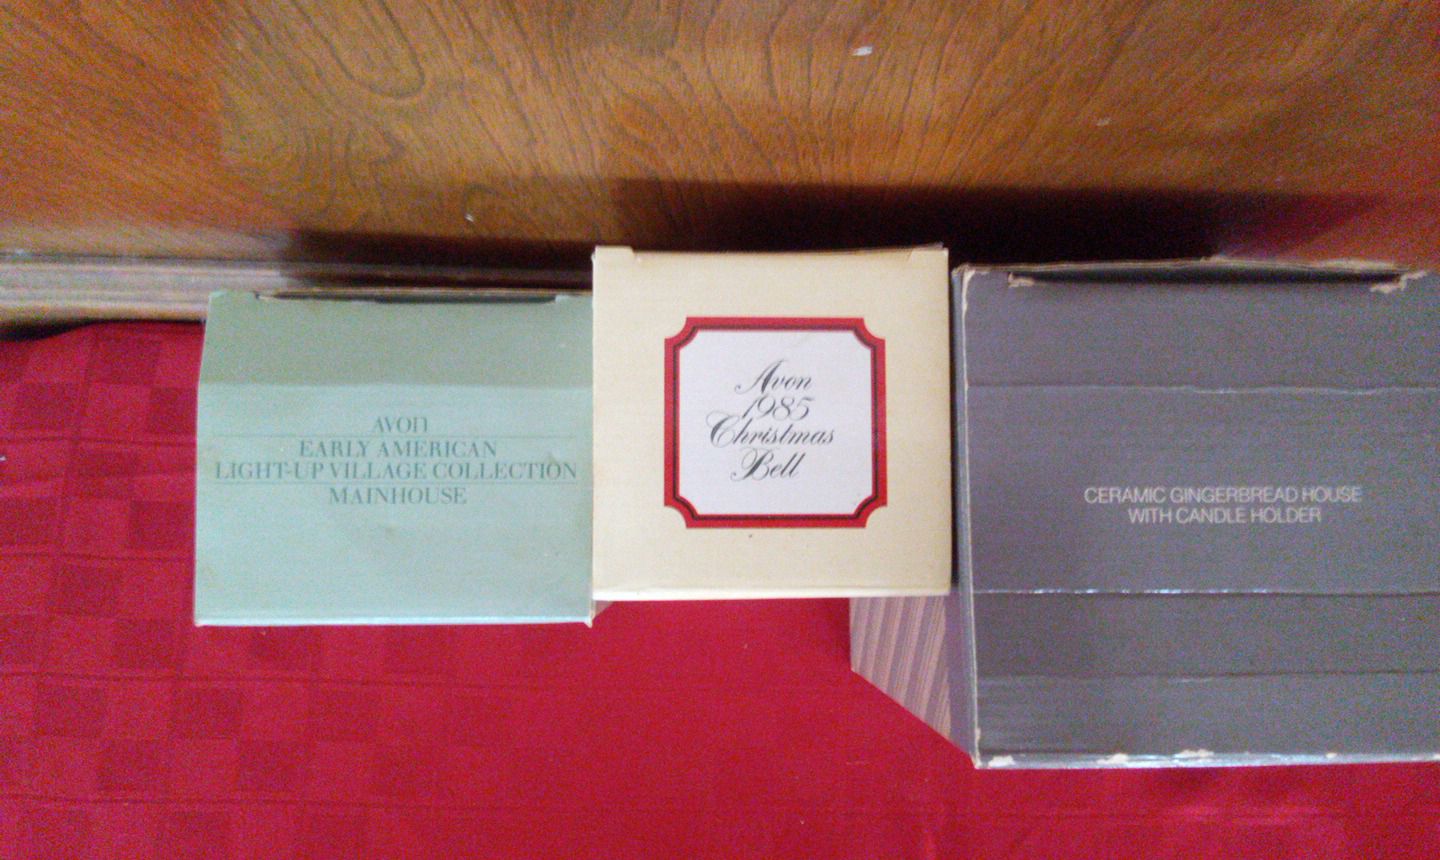 AVON
EARLY AMERICAN
LIGHT-UP VILLAGE COLLECTION
MAINHOUSE
Avon
1985
Christmas
Bell
CERAMIC GINGERBREAD HOUSE
WITH CANDLE HOLDER